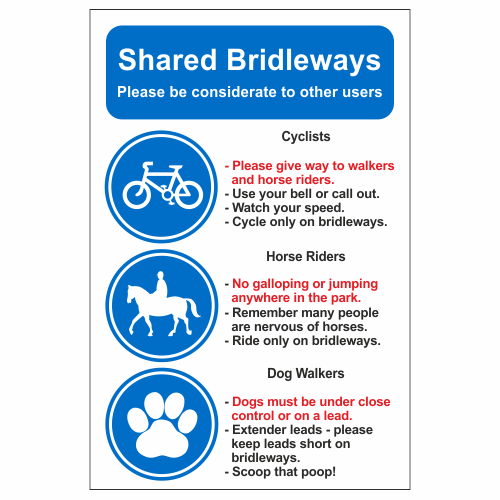 Shared Bridleways
Please be considerate to other users
Cyclists
- Please give way to walkers
and horse riders.
- Use your bell or call out.
- Watch your speed.
- Cycle only on bridleways.
Horse Riders
- No galloping or jumping
anywhere in the park.
- Remember many people
are nervous of horses.
- Ride only on bridleways.
Dog Walkers
- Dogs must be under close
control or on a lead.
- Extender leads - please
keep leads short on
bridleways.
- Scoop that poop!